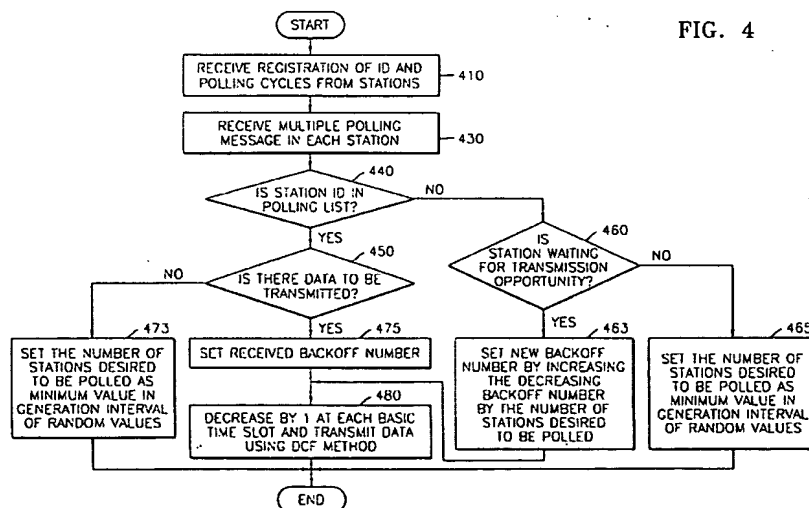 FIG. 4
START
RECEIVE REGISTRATION OF ID AND
POLLING CYCLES FROM STATIONS
410
RECEIVE MULTIPLE POLLING
MESSAGE IN EACH STATION
430
440
IS STATION ID IN
POLLING LIST?
NO
YES
450
IS THERE DATA TO BE
TRANSMITTED?
NO
YES
460
IS
STATION WAITING
FOR TRANSMISSION
OPPORTUNITY?
NO
YES
473
SET THE NUMBER OF
STATIONS DESIRED
TO BE POLLED AS
MINIMUM VALUE IN
GENERATION INTERVAL
OF RANDOM VALUES
475
SET RECEIVED BACKOFF NUMBER
480
DECREASE BY 1 AT EACH BASIC
TIME SLOT AND TRANSMIT DATA
USING DCF METHOD
463
SET NEW BACKOFF
NUMBER BY INCREASING
THE DECREASING
BACKOFF NUMBER
BY THE NUMBER OF
STATIONS DESIRED
TO BE POLLED
465
SET THE NUMBER OF
STATIONS DESIRED
TO BE POLLED AS
MINIMUM VALUE IN
GENERATION INTERVAL
OF RANDOM VALUES
END